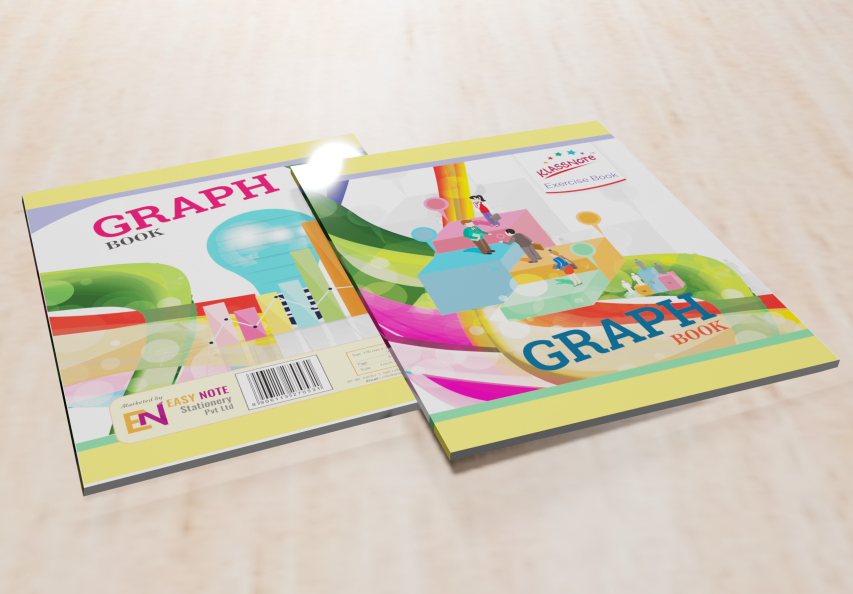 GRAPH
BOOK
Marketed by
EN
EASY NOTE
Stationery
Pvt Ltd
KlASSNOTE
Exercise Book
GRAPH
BOOK